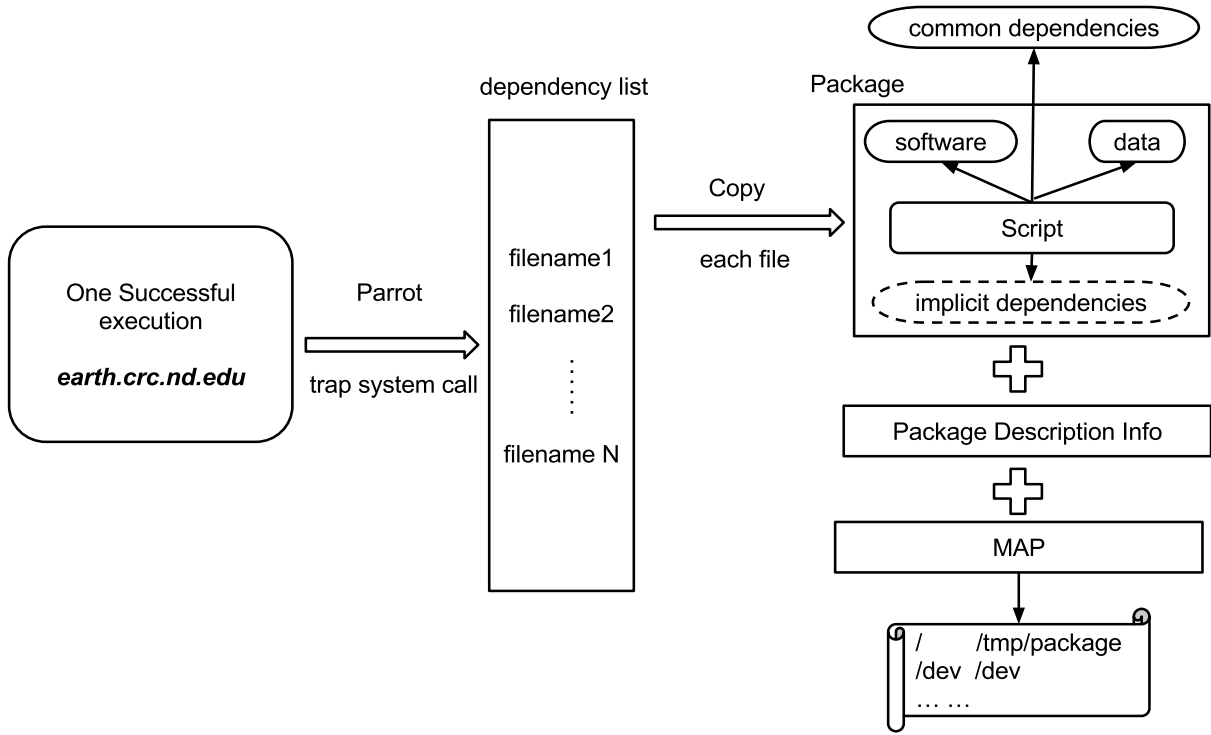 One Successful
execution
earth.crc.nd.edu
Parrot
trap system call
dependency list
filename1
filename2
filename N
Copy
each file
common dependencies
Package
software
data
Script
implicit dependencies
Package Description Info
MAP
/ /tmp/package
/dev /dev
... ...